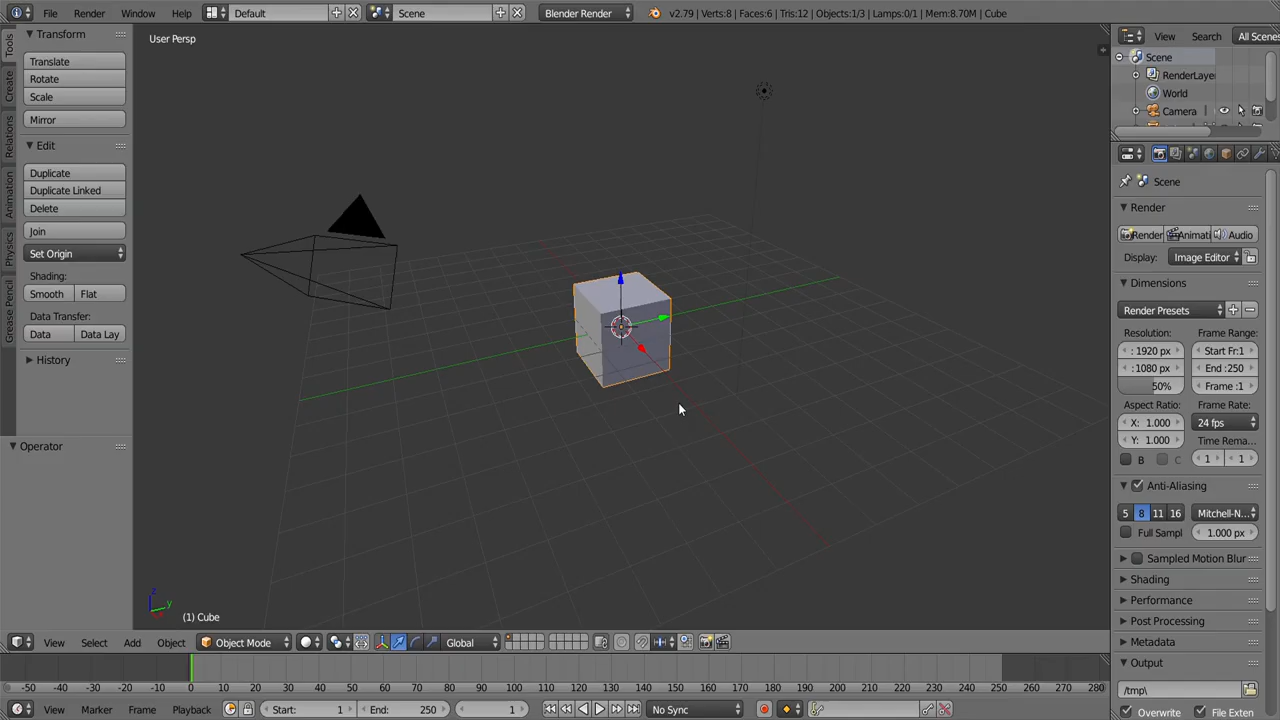 File Render Window Help Default Scene Blender Render v2.79 | Verts:8 | Faces:6 | Tris:12 | Objects:1/3 | Lamps:0/1 | Mem:8.70M | Cube
Tools
Create
Relations
Animation
Physics
Grease Pencil
Transform
Translate
Rotate
Scale
Mirror
Edit
Duplicate
Duplicate Linked
Delete
Join
Set Origin
Shading:
Smooth Flat
Data Transfer:
Data Data Lay
History
Operator
User Persp
z
y
(1) Cube
View Select Add Object Object Mode Global
-50 -40 -30 -20 -10 0 10 20 30 40 50 60 70 80 90 100 110 120 130 140 150 160 170 180 190 200 210 220 230 240 250 260 270 280
View Marker Frame Playback Start: 1 End: 250 1 No Sync
View Search All Scenes
Scene
RenderLaye
World
Camera
Scene
Render
Render Animati Audio
Display: Image Editor
Dimensions
Render Presets
Resolution: Frame Range:
: 1920 px Start Fr:1
:1080 px End :250
50% Frame :1
Aspect Ratio: Frame Rate:
X: 1.000 24 fps
Y: 1.000 Time Rema...
B C 1 1
Anti-Aliasing
5 8 11 16 Mitchell-N...
Full Sampl 1.000 px
Sampled Motion Blur
Shading
Performance
Post Processing
Metadata
Output
/tmp\
Overwrite File Exten